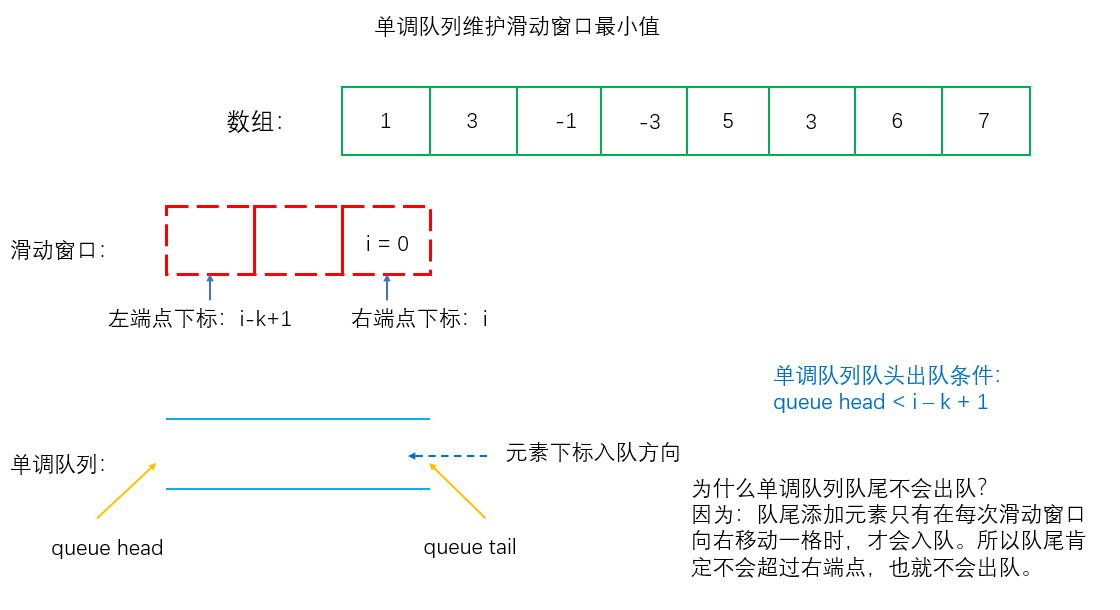 单调队列维护滑动窗口最小值
数组：
1 3 -1 -3 5 3 6 7
滑动窗口：
i = 0
左端点下标：i-k+1
右端点下标：i
单调队列队头出队条件：
queue head < i – k + 1
单调队列：
元素下标入队方向
为什么单调队列队尾不会出队？
因为：队尾添加元素只有在每次滑动窗口
向右移动一格时，才会入队。所以队尾肯
定不会超过右端点，也就不会出队。
queue head
queue tail